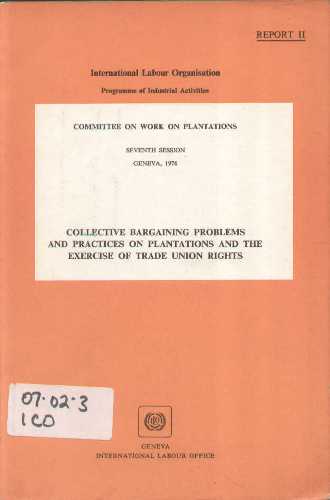 REPORT II
International Labour Organisation
Programme of Industrial Activities
COMMITTEE ON WORK ON PLANTATIONS
SEVENTH SESSION
GENEVA, 1976
COLLECTIVE BARGAINING PROBLEMS
AND PRACTICES ON PLANTATIONS AND THE
EXERCISE OF TRADE UNION RIGHTS
07.02-3
1 CO
GENEVA
INTERNATIONAL LABOUR OFFICE